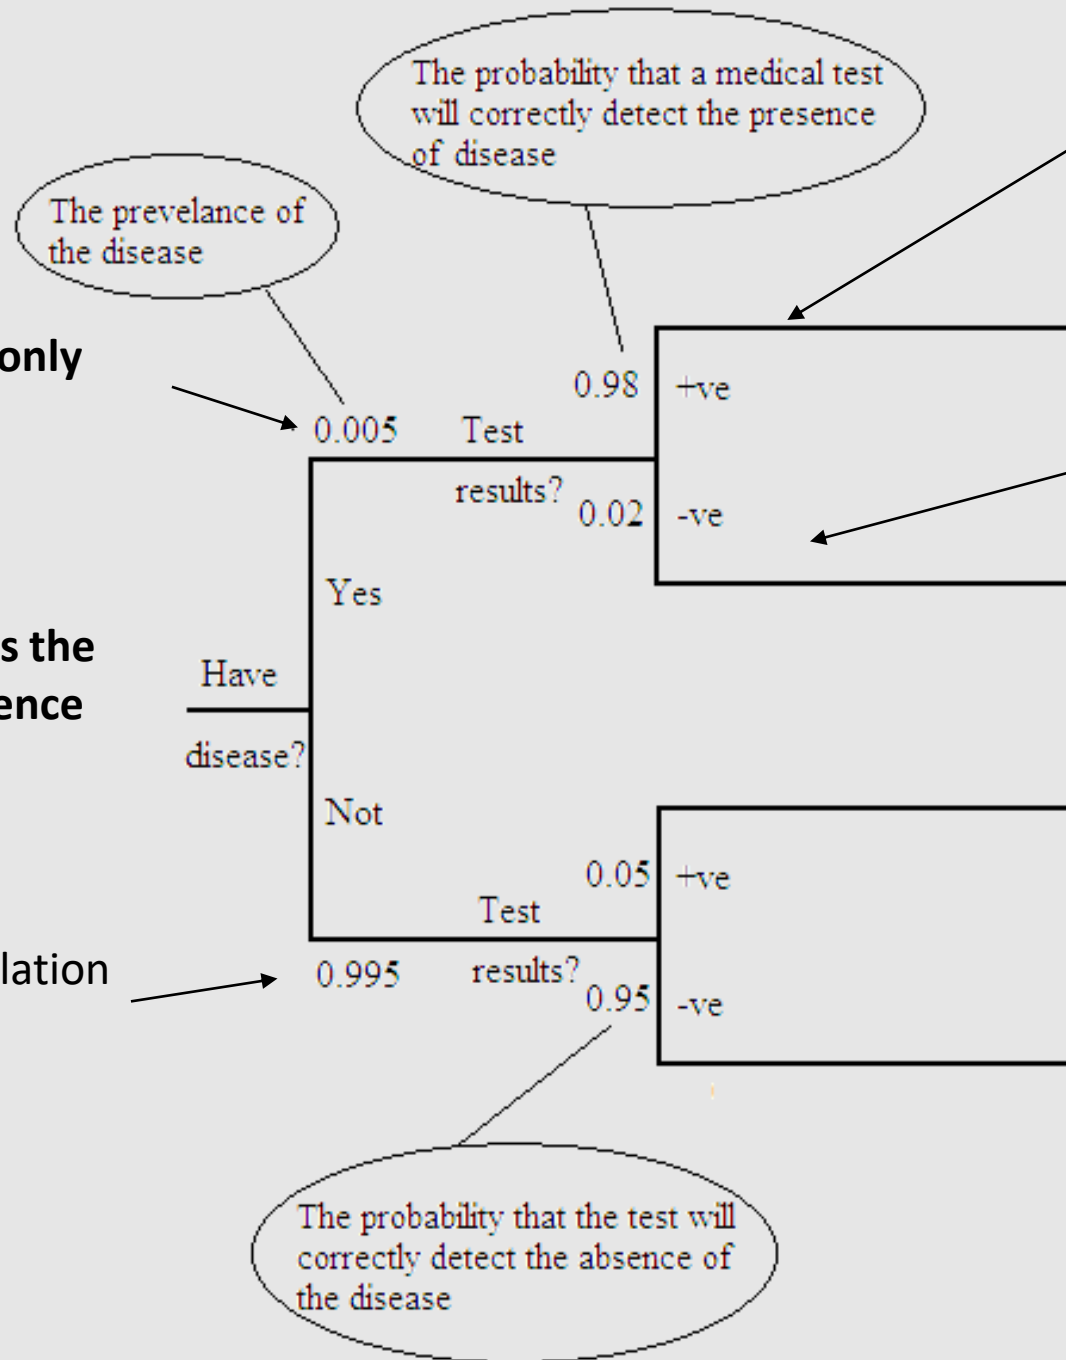 The probability that a medical test
will correctly detect the presence
of disease
The prevelance of
the disease
only
0.98
+ve
0.005
Test
results?
0.02
-ve
Yes
s the
Have
ence
disease?
Not
0.05
+ve
Test
lation
0.995
results?
0.95
-ve
The probability that the test will
correctly detect the absence of
the disease